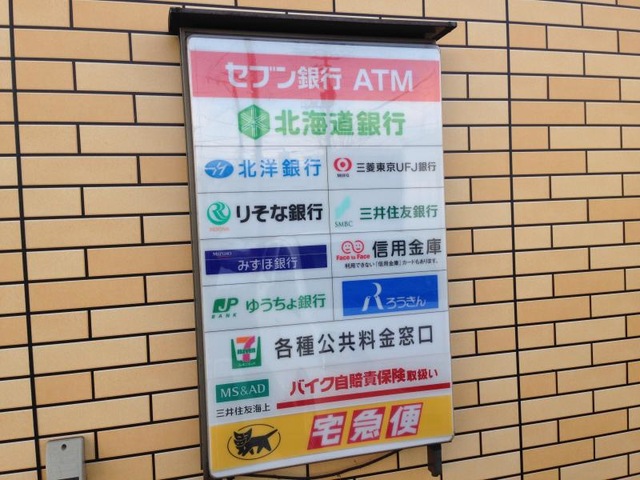 セブン銀行 ATM
北海道銀行
北洋銀行
MUFG
三菱東京UFJ銀行
RESONA
りそな銀行
SMBC
三井住友銀行
MIZUHO
みずほ銀行
Face to Face
信用金庫
利用できない「信用金庫」カードもあります。
JP
BANK
ゆうちょ銀行
R ろうきん
7 ELEVEN
各種公共料金窓口
MS&AD
三井住友海上
バイク自賠責保険取扱い
宅急便